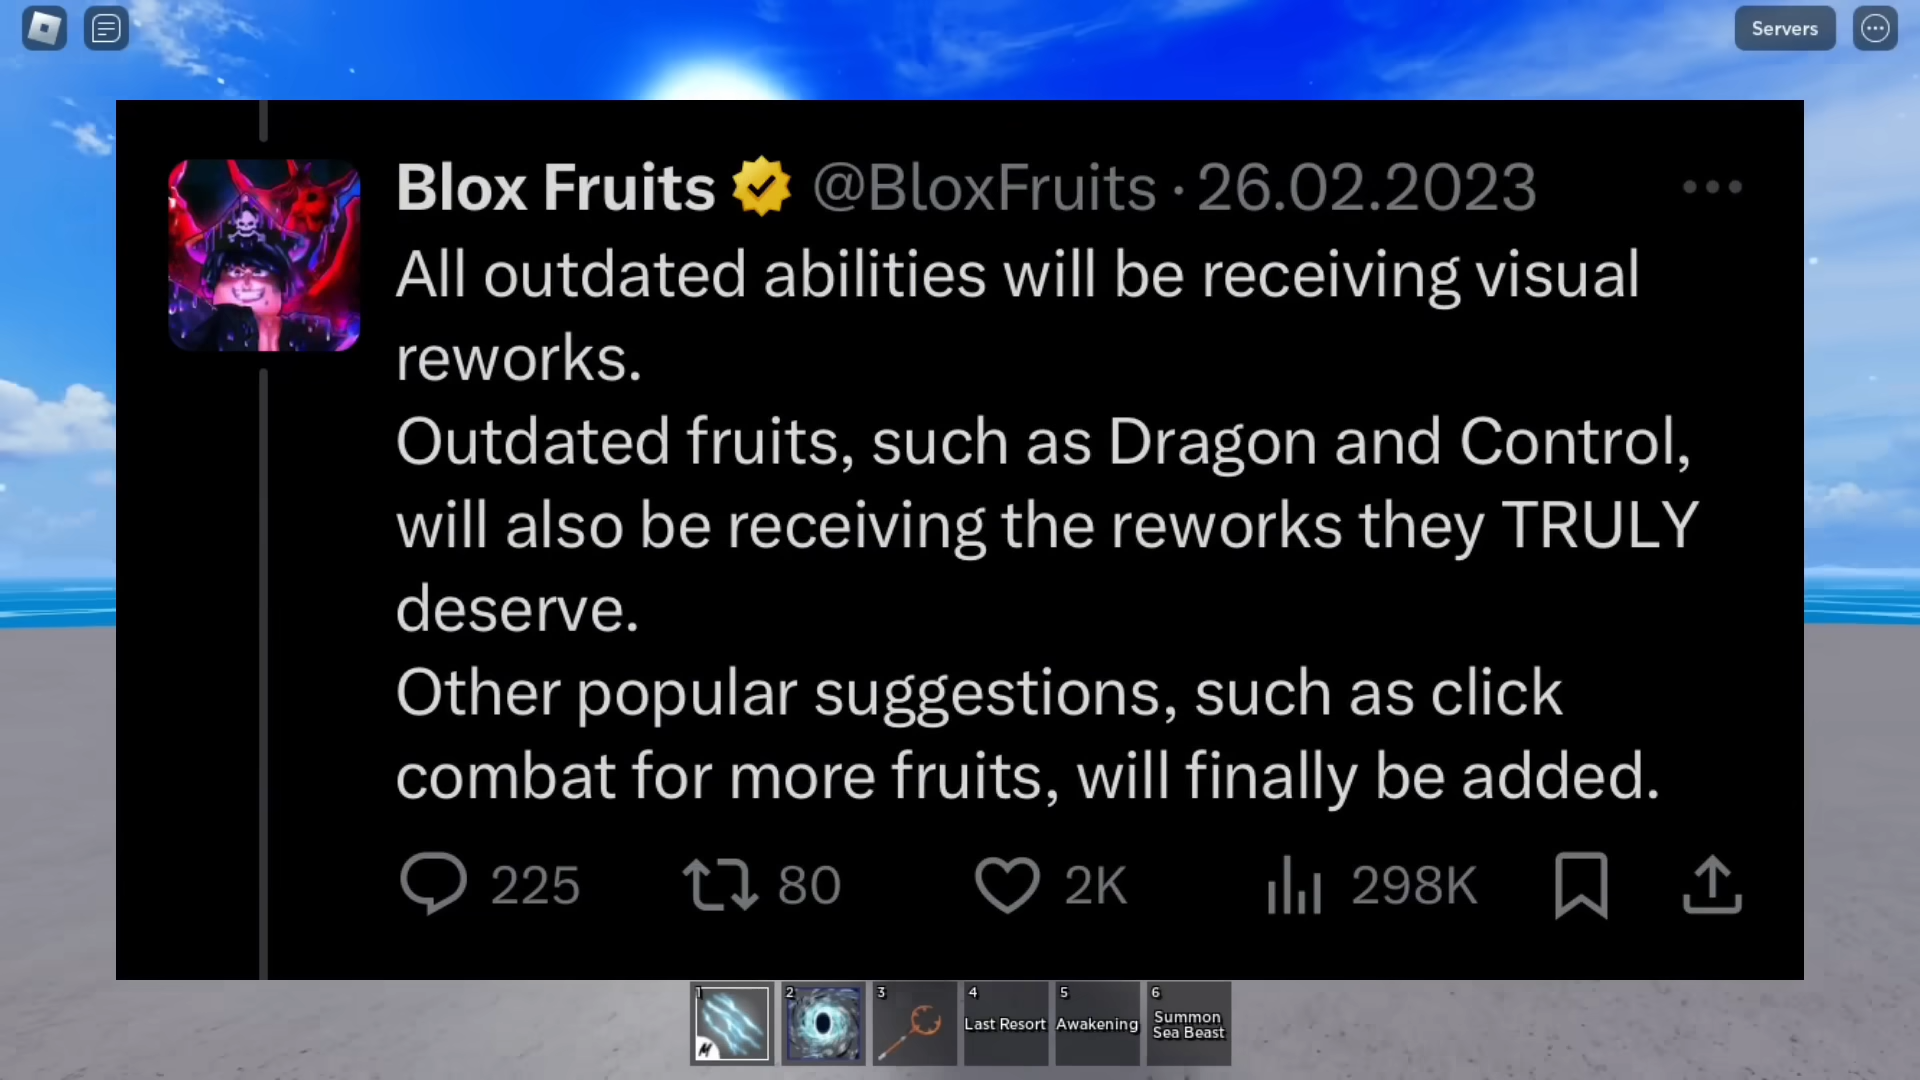 Servers
Blox Fruits @BloxFruits · 26.02.2023
All outdated abilities will be receiving visual
reworks.
Outdated fruits, such as Dragon and Control,
will also be receiving the reworks they TRULY
deserve.
Other popular suggestions, such as click
combat for more fruits, will finally be added.
225 80 2K 298K
1 2 3 4 5 6
Last Resort
Awakening
Summon
Sea Beast
M